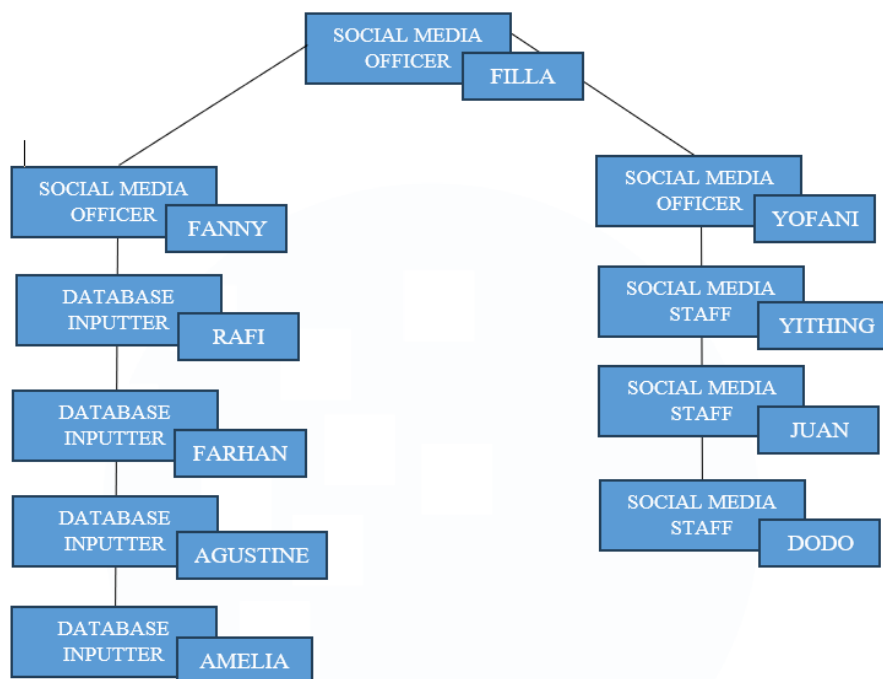 SOCIAL MEDIA
OFFICER
FILLA
SOCIAL MEDIA
OFFICER
FANNY
DATABASE
INPUTTER
RAFI
DATABASE
INPUTTER
FARHAN
DATABASE
INPUTTER
AGUSTINE
DATABASE
INPUTTER
AMELIA
SOCIAL MEDIA
OFFICER
YOFANI
SOCIAL MEDIA
STAFF
YITHING
SOCIAL MEDIA
STAFF
JUAN
SOCIAL MEDIA
STAFF
DODO